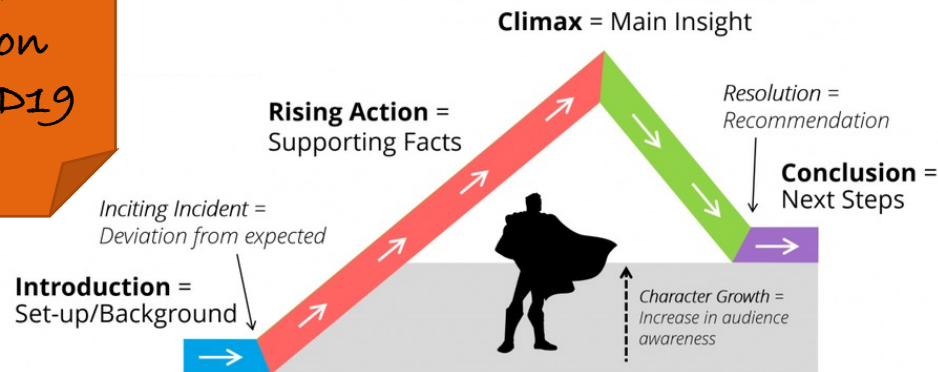 on
D19
Climax = Main Insight
Rising Action =
Supporting Facts
Resolution =
Recommendation
Conclusion =
Next Steps
Inciting Incident =
Deviation from expected
Introduction =
Set-up/Background
Character Growth =
Increase in audience
awareness